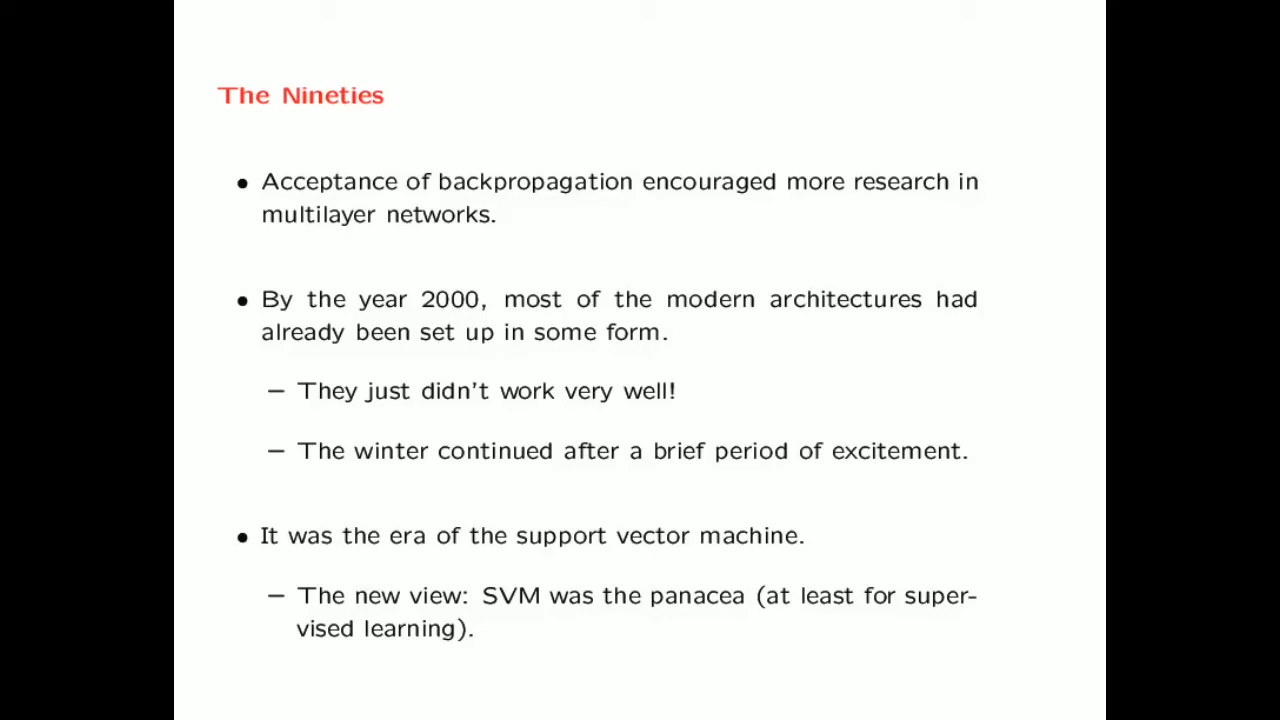 The Nineties
• Acceptance of backpropagation encouraged more research in
multilayer networks.
• By the year 2000, most of the modern architectures had
already been set up in some form.
– They just didn't work very well!
– The winter continued after a brief period of excitement.
• It was the era of the support vector machine.
– The new view: SVM was the panacea (at least for super-
vised learning).